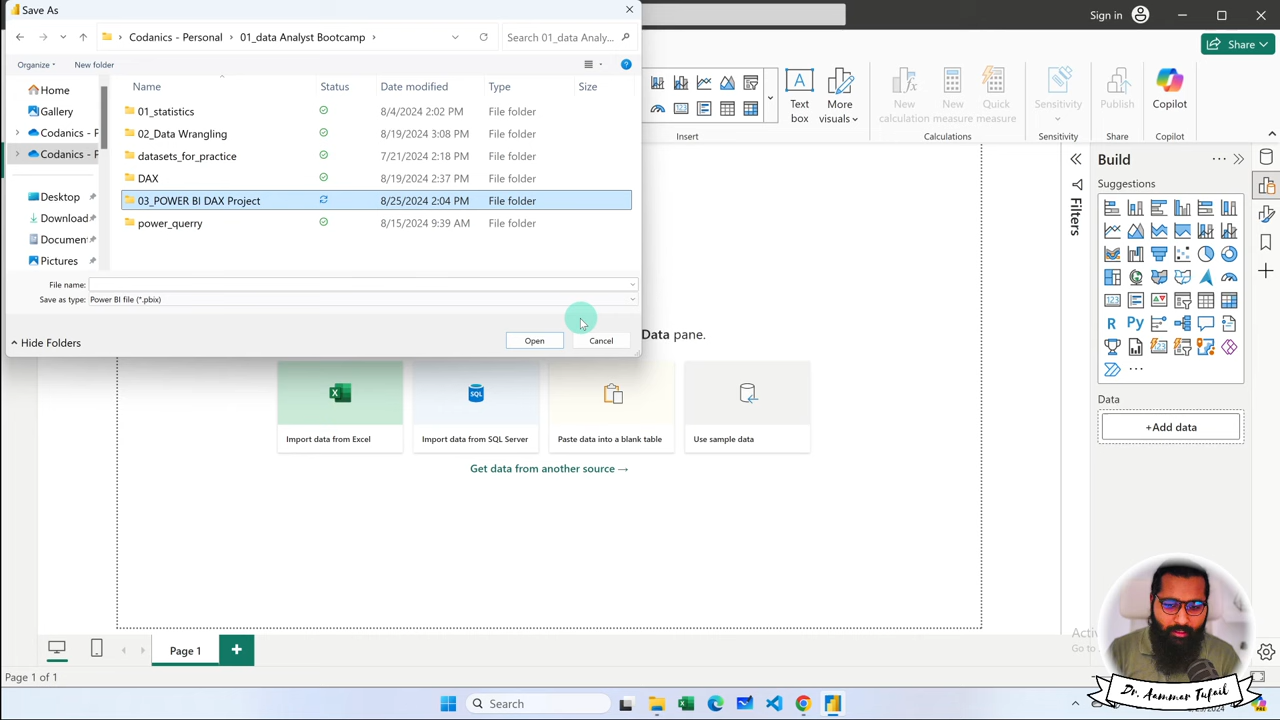 Save As
Sign in
Codanics - Personal
01_data Analyst Bootcamp
Search 01_data Analy...
Share
Organize
New folder
Name
Status
Date modified
Type
Size
Home
Gallery
Codanics - P
Codanics - P
Desktop
Download
Documen
Pictures
01_statistics
8/4/2024 2:02 PM
File folder
02_Data Wrangling
8/19/2024 3:08 PM
File folder
datasets_for_practice
7/21/2024 2:18 PM
File folder
DAX
8/19/2024 2:37 PM
File folder
03_POWER BI DAX Project
8/25/2024 2:04 PM
File folder
power_querry
8/15/2024 9:39 AM
File folder
File name:
Save as type: Power BI file (*.pbix)
Hide Folders
Open
Cancel
Text
box
More
visuals
New
calculation
New
measure
Quick
measure
Sensitivity
Publish
Copilot
Insert
Calculations
Sensitivity
Share
Copilot
Filters
Build
Suggestions
R
Py
Data
+Add data
Data pane.
Import data from Excel
SQL
Import data from SQL Server
Paste data into a blank table
Use sample data
Get data from another source →
Page 1
Page 1 of 1
Search
Dr. Aammar Tufail